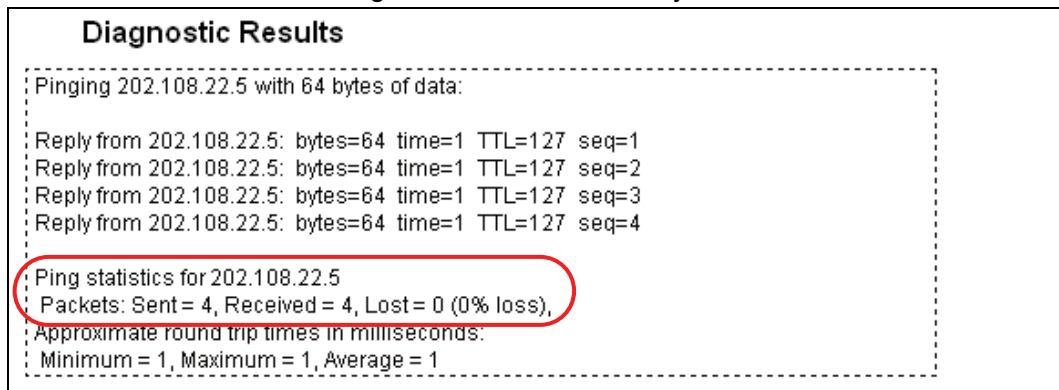 Diagnostic Results
Pinging 202.108.22.5 with 64 bytes of data:
Reply from 202.108.22.5: bytes=64 time=1 TTL=127 seq=1
Reply from 202.108.22.5: bytes=64 time=1 TTL=127 seq=2
Reply from 202.108.22.5: bytes=64 time=1 TTL=127 seq=3
Reply from 202.108.22.5: bytes=64 time=1 TTL=127 seq=4
Ping statistics for 202.108.22.5
Packets: Sent = 4, Received = 4, Lost = 0 (0% loss),
Approximate round trip times in milliseconds:
Minimum = 1, Maximum = 1, Average = 1